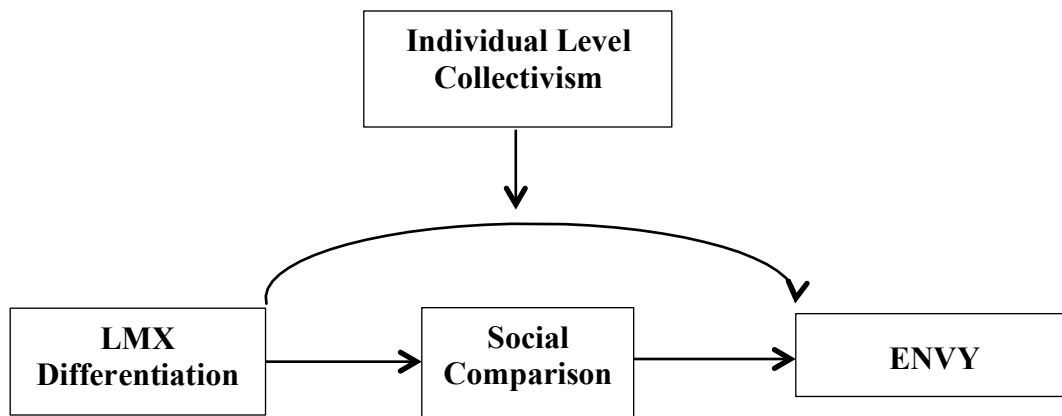 Individual Level
Collectivism
LMX
Differentiation
Social
Comparison
ENVY